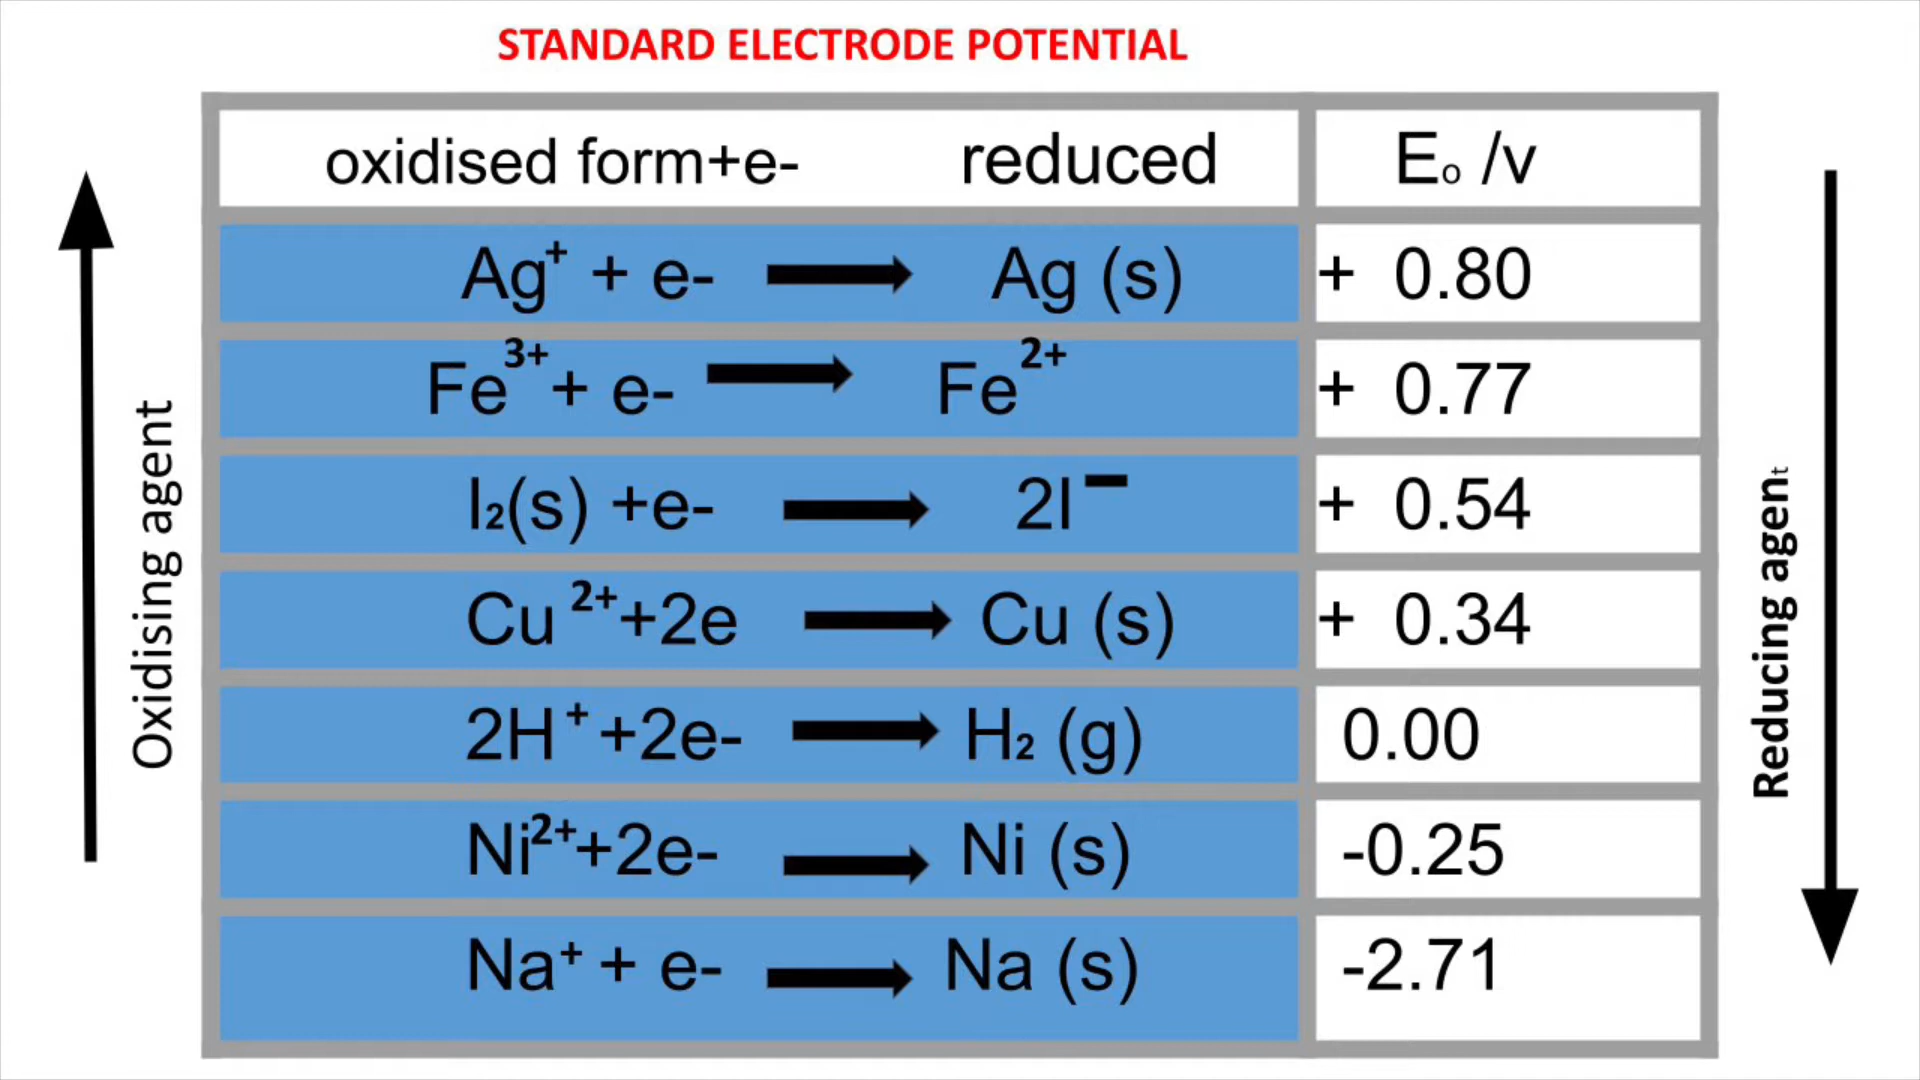 STANDARD ELECTRODE POTENTIAL
oxidised form+e- reduced E₀ /v
Ag⁺ + e- Ag (s) + 0.80
Fe³⁺+ e- Fe²⁺ + 0.77
I₂(s) +e- 2I⁻ + 0.54
Cu ²⁺+2e Cu (s) + 0.34
2H⁺+2e- H₂ (g) 0.00
Ni²⁺+2e- Ni (s) -0.25
Na⁺ + e- Na (s) -2.71
Oxidising agent
Reducing agent